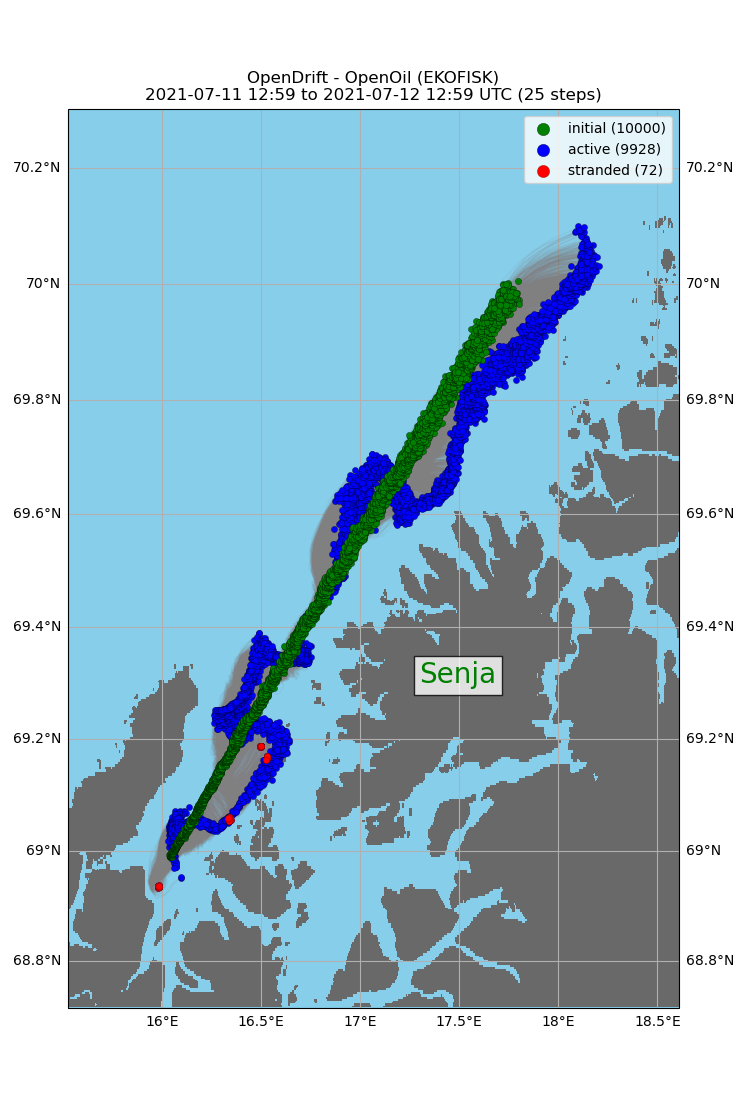 OpenDrift - OpenOil (EKOFISK)
2021-07-11 12:59 to 2021-07-12 12:59 UTC (25 steps)
initial (10000)
active (9928)
stranded (72)
70.2°N 70.2°N
70°N 70°N
69.8°N 69.8°N
69.6°N 69.6°N
69.4°N 69.4°N
Senja
69.2°N 69.2°N
69°N 69°N
68.8°N 68.8°N
16°E 16.5°E 17°E 17.5°E 18°E 18.5°E